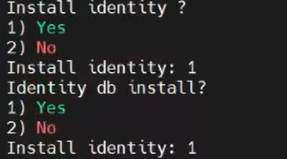 Install identity ?
1) Yes
2) No
Install identity: 1
Identity db install?
1) Yes
2) No
Install identity: 1